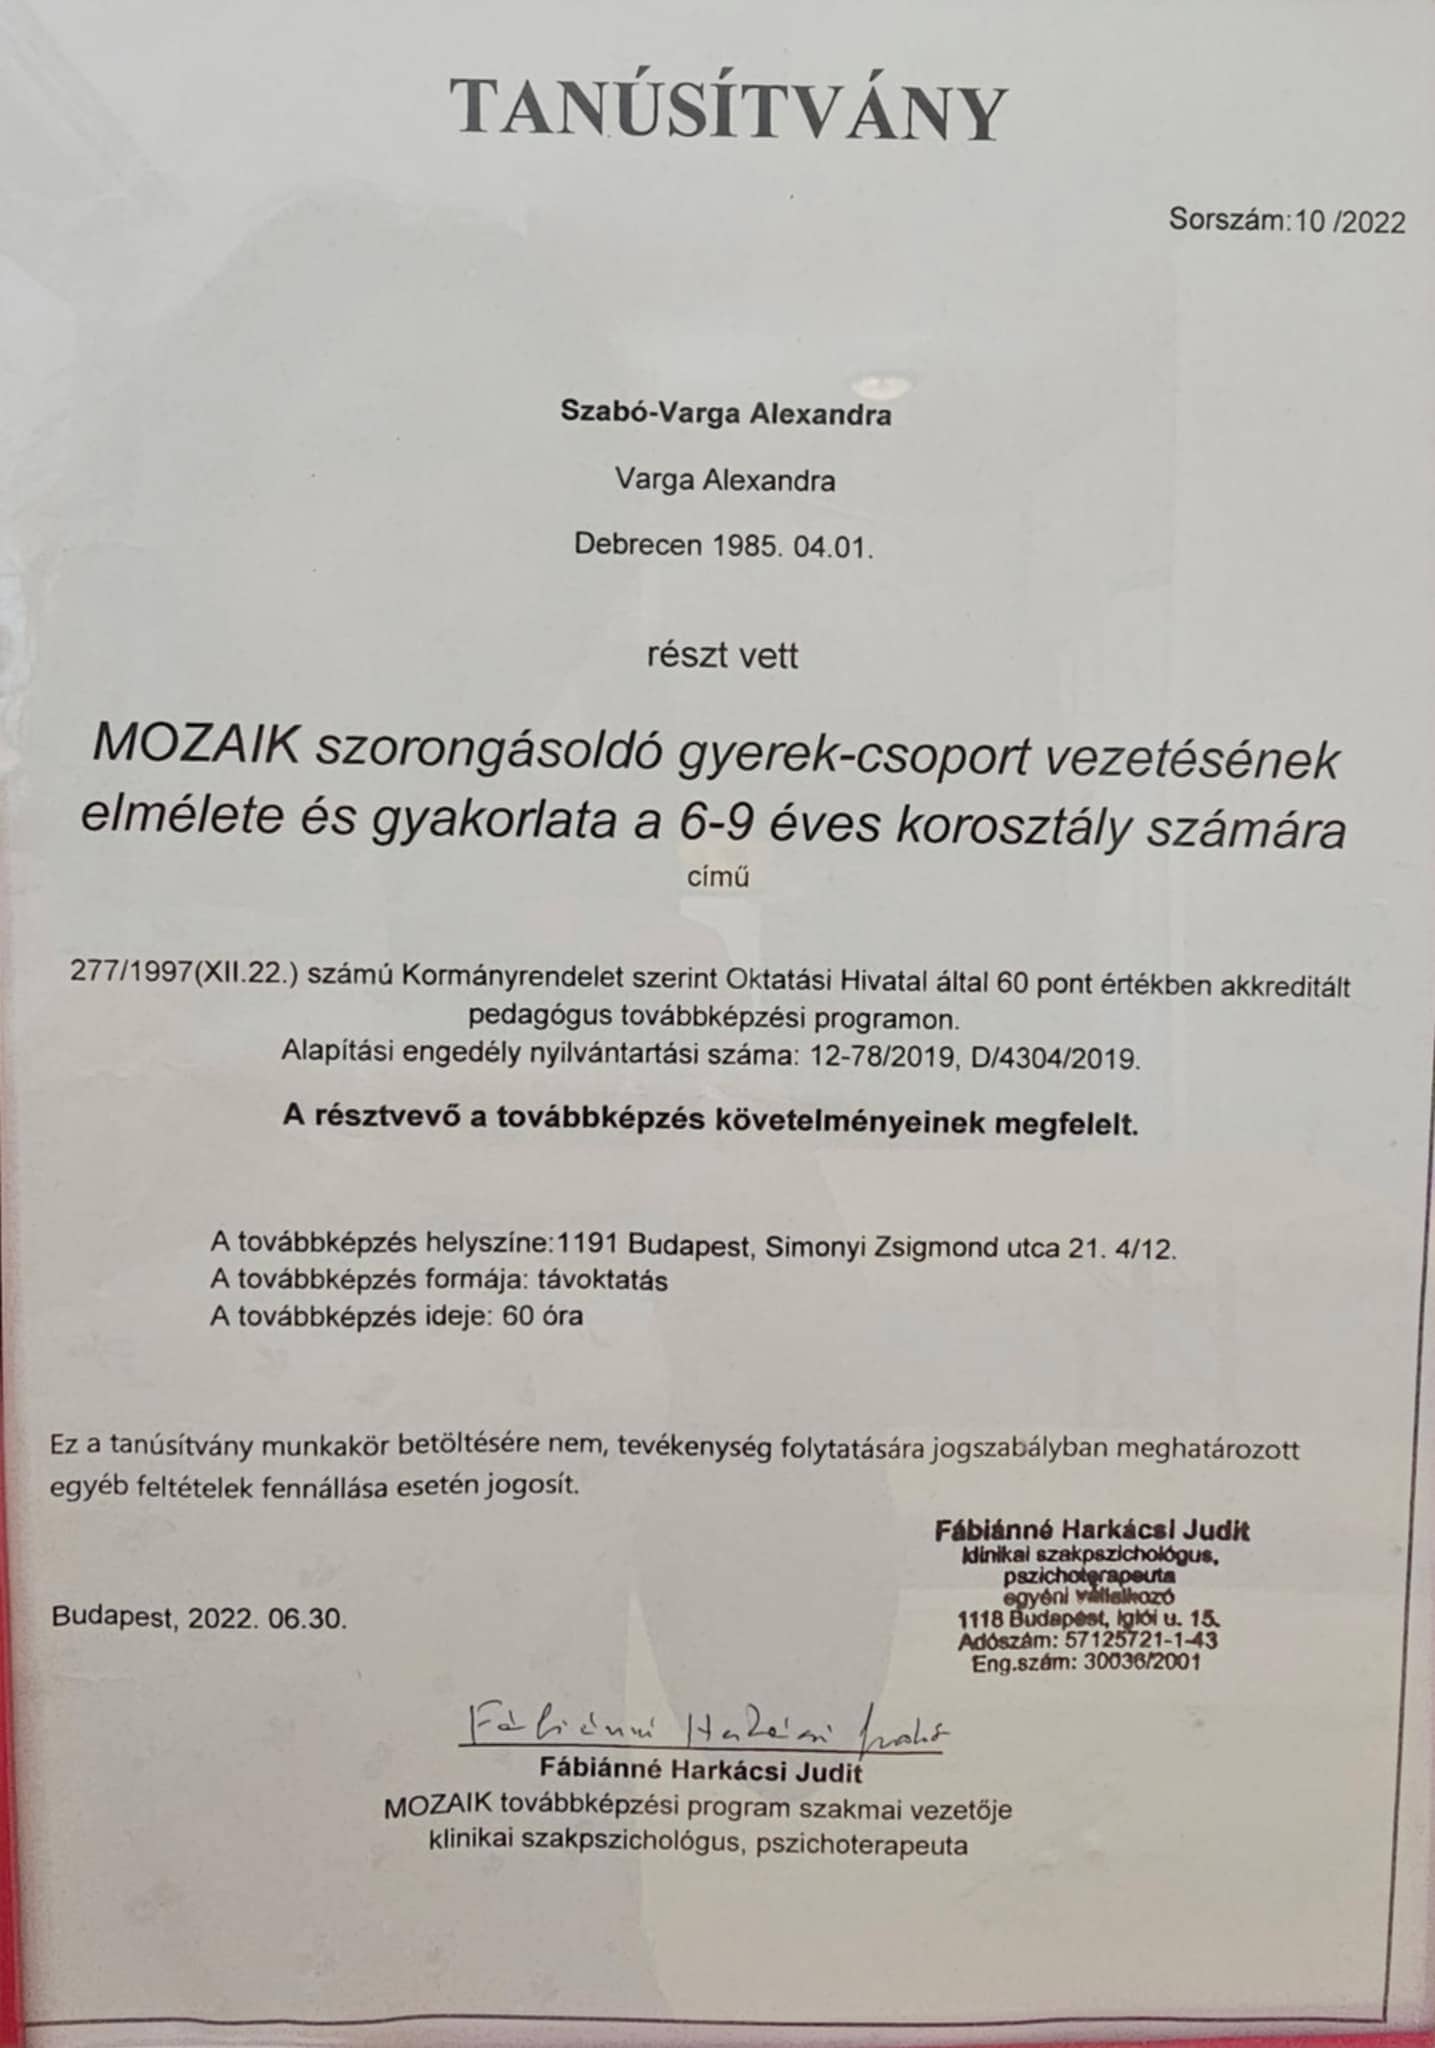 TANÚSÍTVÁNY
Sorszám:10 /2022
Szabó-Varga Alexandra
Varga Alexandra
Debrecen 1985. 04.01.
részt vett
MOZAIK szorongásoldó gyerek-csoport vezetésének
elmélete és gyakorlata a 6-9 éves korosztály számára
című
277/1997(XII.22.) számú Kormányrendelet szerint Oktatási Hivatal által 60 pont értékben akkreditált
pedagógus továbbképzési programon.
Alapítási engedély nyilvántartási száma: 12-78/2019, D/4304/2019.
A résztvevő a továbbképzés követelményeinek megfelelt.
A továbbképzés helyszíne:1191 Budapest, Simonyi Zsigmond utca 21. 4/12.
A továbbképzés formája: távoktatás
A továbbképzés ideje: 60 óra
Ez a tanúsítvány munkakör betöltésére nem, tevékenység folytatására jogszabályban meghatározott
egyéb feltételek fennállása esetén jogosít.
Fábiánné Harkácsi Judit
klinikai szakpszichológus,
pszichoterapeuta
egyéni vállalkozó
1118 Budapest, Iglói u. 15.
Adószám: 57125721-1-43
Eng.szám: 30036/2001
Budapest, 2022. 06.30.
Fábiánné Harkácsi Judit
Fábiánné Harkácsi Judit
MOZAIK továbbképzési program szakmai vezetője
klinikai szakpszichológus, pszichoterapeuta